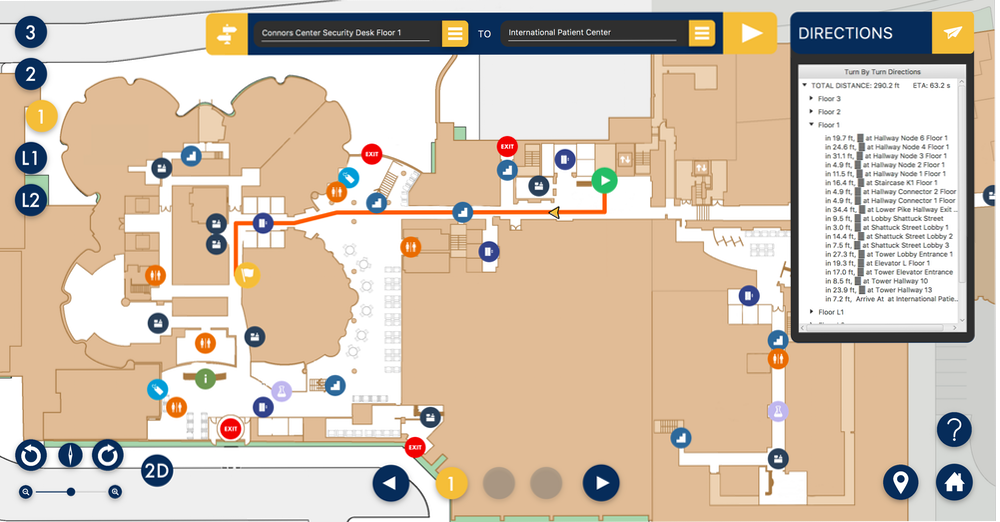 3
Connors Center Security Desk Floor 1
TO
International Patient Center
DIRECTIONS
2
1
L1
L2
Turn By Turn Directions
TOTAL DISTANCE: 290.2 ft ETA: 63.2 s
Floor 3
Floor 2
Floor 1
in 19.7 ft, at Hallway Node 6 Floor 1
in 24.6 ft, at Hallway Node 4 Floor 1
in 31.1 ft, at Hallway Node 3 Floor 1
in 4.9 ft, at Hallway Node 2 Floor 1
in 11.5 ft, at Hallway Node 1 Floor 1
in 16.4 ft, at Staircase K1 Floor 1
in 4.9 ft, at Hallway Connector 2 Floor
in 4.9 ft, at Hallway Connector 1 Floor
in 34.4 ft, at Lower Pike Hallway Exit ...
in 9.5 ft, at Lobby Shattuck Street
in 3.0 ft, at Shattuck Street Lobby 1
in 14.4 ft, at Shattuck Street Lobby 2
in 7.5 ft, at Shattuck Street Lobby 3
in 27.3 ft, at Tower Lobby Entrance 1
in 19.3 ft, at Elevator L Floor 1
in 17.0 ft, at Tower Elevator Entrance
in 8.5 ft, at Tower Hallway 10
in 23.9 ft, at Tower Hallway 13
in 7.2 ft, Arrive At at International Patie...
Floor L1
EXIT
EXIT
i
EXIT
EXIT
2D
1
?